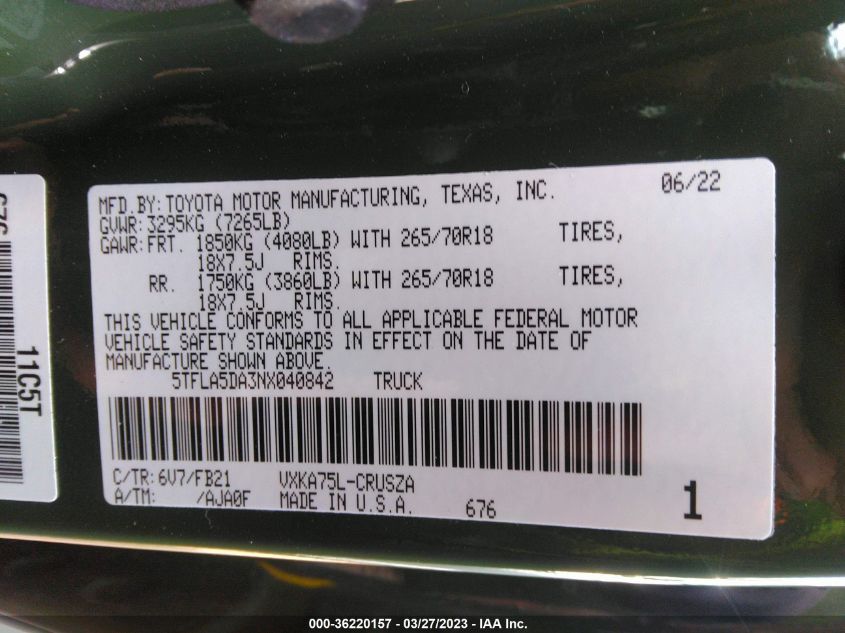 MFD.BY: TOYOTA MOTOR MANUFACTURING, TEXAS, INC. 06/22
GVWR: 3295KG (7265LB)
GAWR: FRT. 1850KG (4080LB) WITH 265/70R18 TIRES,
18X7.5J RIMS.
RR. 1750KG (3860LB) WITH 265/70R18 TIRES,
18X7.5J RIMS.
THIS VEHICLE CONFORMS TO ALL APPLICABLE FEDERAL MOTOR
VEHICLE SAFETY STANDARDS IN EFFECT ON THE DATE OF
MANUFACTURE SHOWN ABOVE.
5TFLA5DA3NX040842 TRUCK
C/TR: 6V7/FB21 VXKA75L-CRUSZA
A/TM: /AJA0F MADE IN U.S.A. 676 1
11C5T
000-36220157 - 03/27/2023 - IAA Inc.